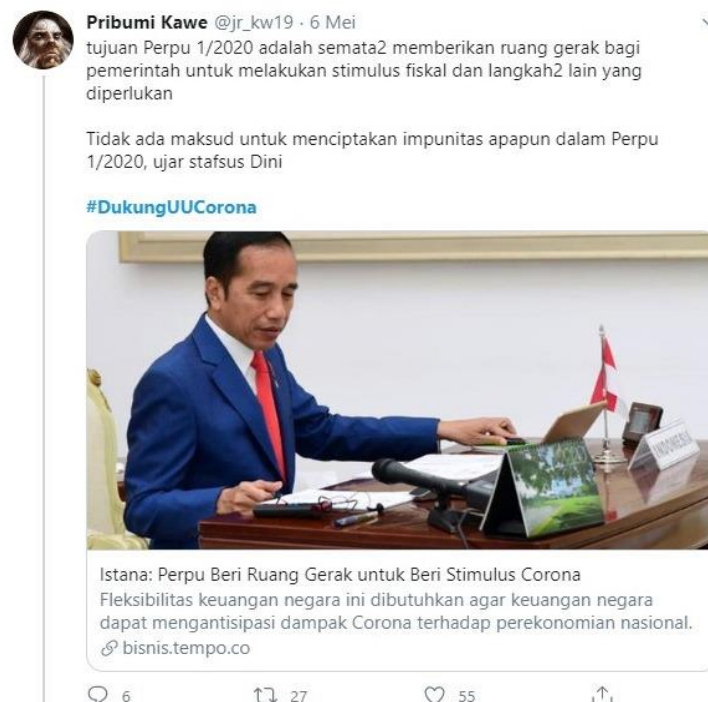 Pribumi Kawe @jr_kw19 · 6 Mei
tujuan Perpu 1/2020 adalah semata2 memberikan ruang gerak bagi
pemerintah untuk melakukan stimulus fiskal dan langkah2 lain yang
diperlukan
Tidak ada maksud untuk menciptakan impunitas apapun dalam Perpu
1/2020, ujar stafsus Dini
#DukungUUCorona
INDONESIA
Istana: Perpu Beri Ruang Gerak untuk Beri Stimulus Corona
Fleksibilitas keuangan negara ini dibutuhkan agar keuangan negara
dapat mengantisipasi dampak Corona terhadap perekonomian nasional.
bisnis.tempo.co
6 27 55